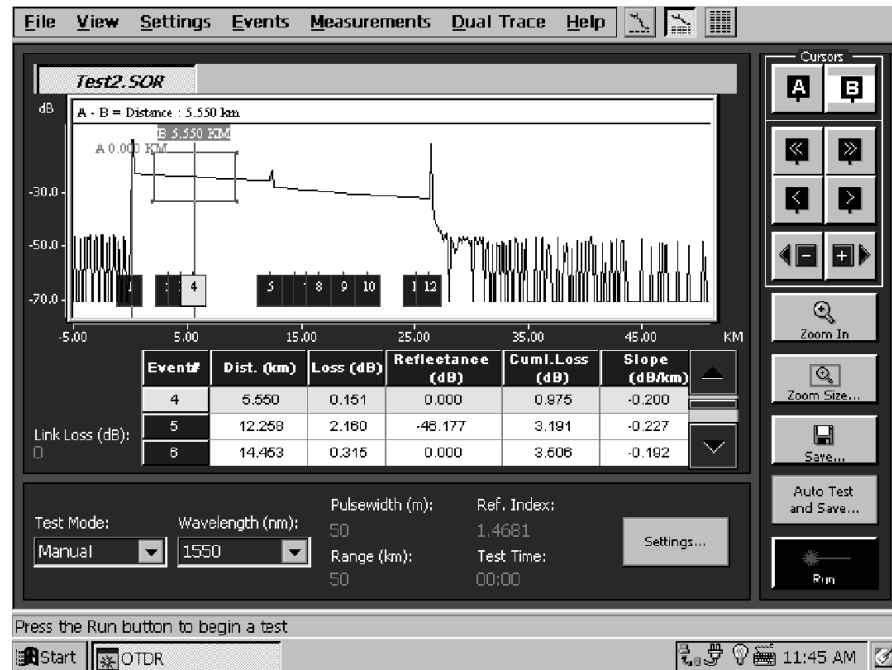 File View Settings Events Measurements Dual Trace Help
Cursors
Test2.SOR
A B
dB
A - B = Distance : 5.550 km
B 5.550 KM
A 0.000 KM
-30.0
-50.0
-70.0
1 4 5 8 9 10 12
-5.00 5.00 15.00 25.00 35.00 45.00 KM
Zoom In
Event# Dist. (km) Loss (dB) Reflectance (dB) Cuml.Loss (dB) Slope (dB/km)
4 5.550 0.151 0.000 0.975 -0.200
5 12.258 2.160 -46.177 3.191 -0.227
6 14.453 0.315 0.000 3.506 -0.192
Link Loss (dB):
0
Zoom Size...
Save...
Auto Test
and Save...
Test Mode: Wavelength (nm): Pulsewidth (m): Ref. Index:
Manual 1550 50 1.4681
Range (km): Test Time:
50 00:00
Settings...
Run
Press the Run button to begin a test
Start OTDR 11:45 AM